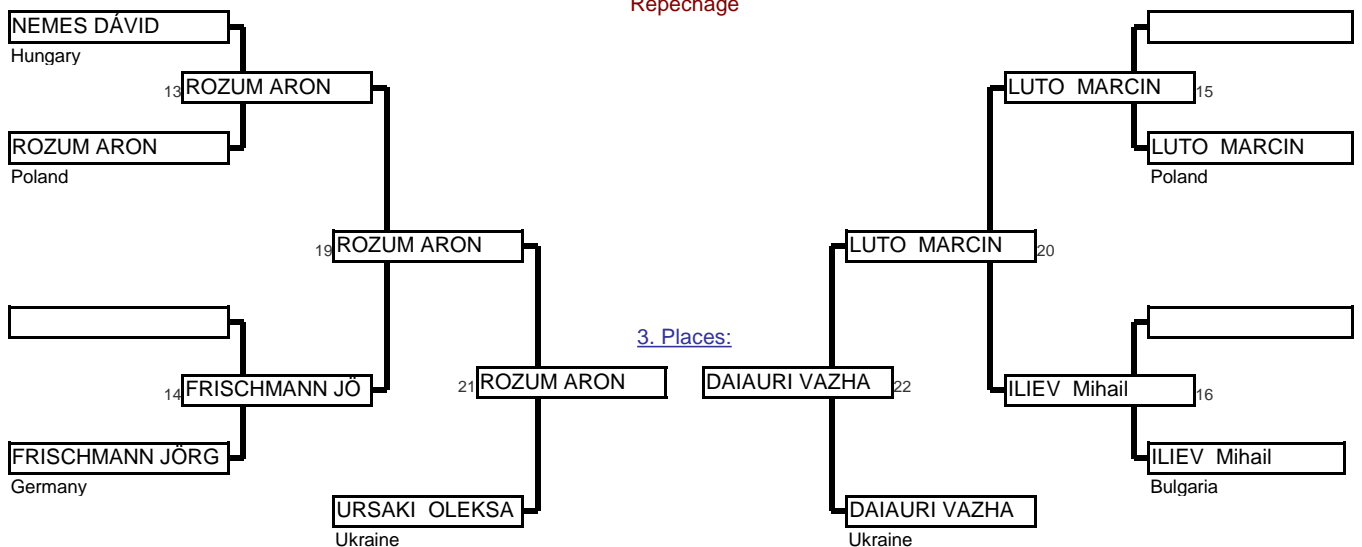 Repechage
NEMES DÁVID
Hungary
13 ROZUM ARON
LUTO MARCIN 15
ROZUM ARON
Poland
LUTO MARCIN
Poland
19 ROZUM ARON
LUTO MARCIN 20
3. Places:
14 FRISCHMANN JÖ
21 ROZUM ARON
DAIAURI VAZHA 22
ILIEV Mihail 16
FRISCHMANN JÖRG
Germany
ILIEV Mihail
Bulgaria
URSAKI OLEKSA
Ukraine
DAIAURI VAZHA
Ukraine